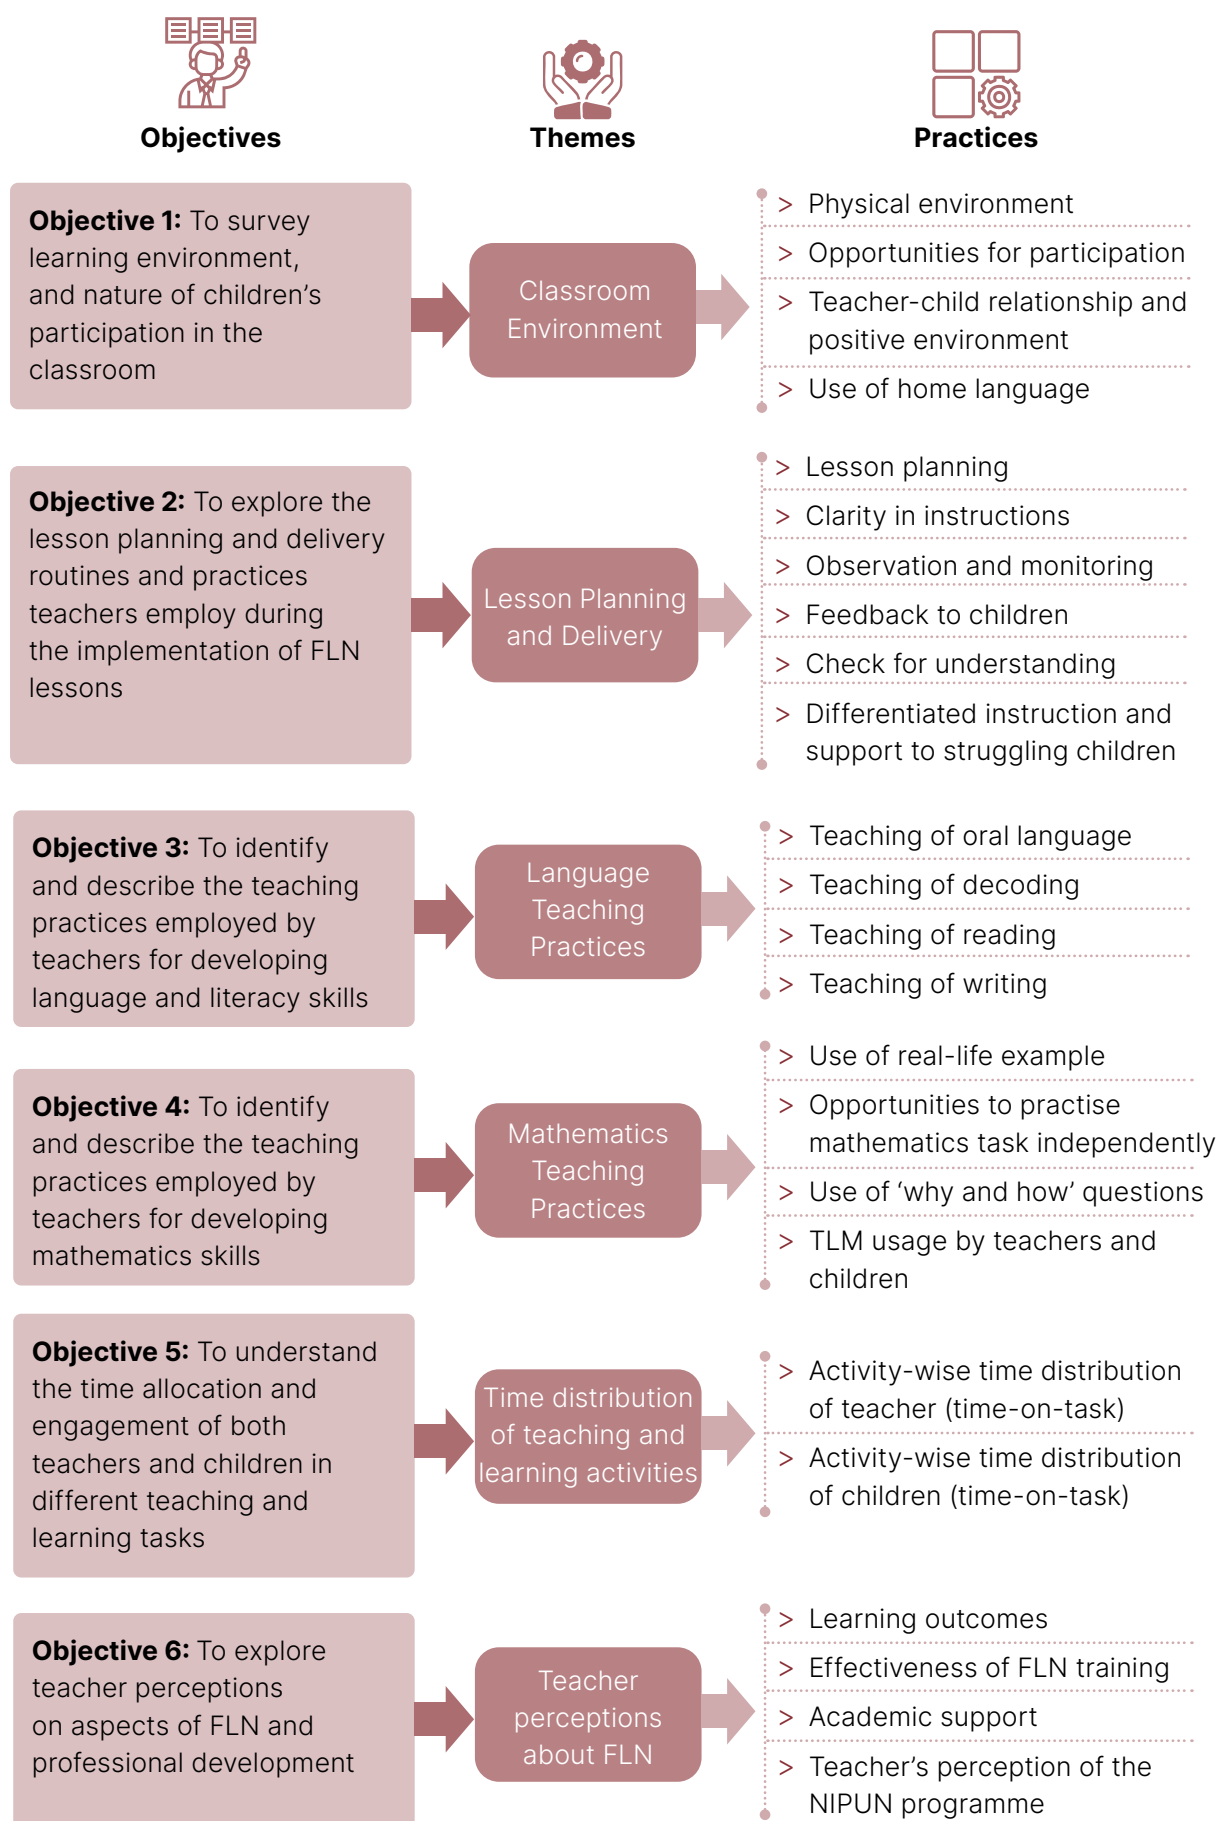 Objectives
Themes
Practices
Objective 1: To survey
learning environment,
and nature of children’s
participation in the
classroom
Classroom
Environment
> Physical environment
> Opportunities for participation
> Teacher-child relationship and
positive environment
> Use of home language
Objective 2: To explore the
lesson planning and delivery
routines and practices
teachers employ during
the implementation of FLN
lessons
Lesson Planning
and Delivery
> Lesson planning
> Clarity in instructions
> Observation and monitoring
> Feedback to children
> Check for understanding
> Differentiated instruction and
support to struggling children
Objective 3: To identify
and describe the teaching
practices employed by
teachers for developing
language and literacy skills
Language
Teaching
Practices
> Teaching of oral language
> Teaching of decoding
> Teaching of reading
> Teaching of writing
Objective 4: To identify
and describe the teaching
practices employed by
teachers for developing
mathematics skills
Mathematics
Teaching
Practices
> Use of real-life example
> Opportunities to practise
mathematics task independently
> Use of ‘why and how’ questions
> TLM usage by teachers and
children
Objective 5: To understand
the time allocation and
engagement of both
teachers and children in
different teaching and
learning tasks
Time distribution
of teaching and
learning activities
> Activity-wise time distribution
of teacher (time-on-task)
> Activity-wise time distribution
of children (time-on-task)
Objective 6: To explore
teacher perceptions
on aspects of FLN and
professional development
Teacher
perceptions
about FLN
> Learning outcomes
> Effectiveness of FLN training
> Academic support
> Teacher’s perception of the
NIPUN programme